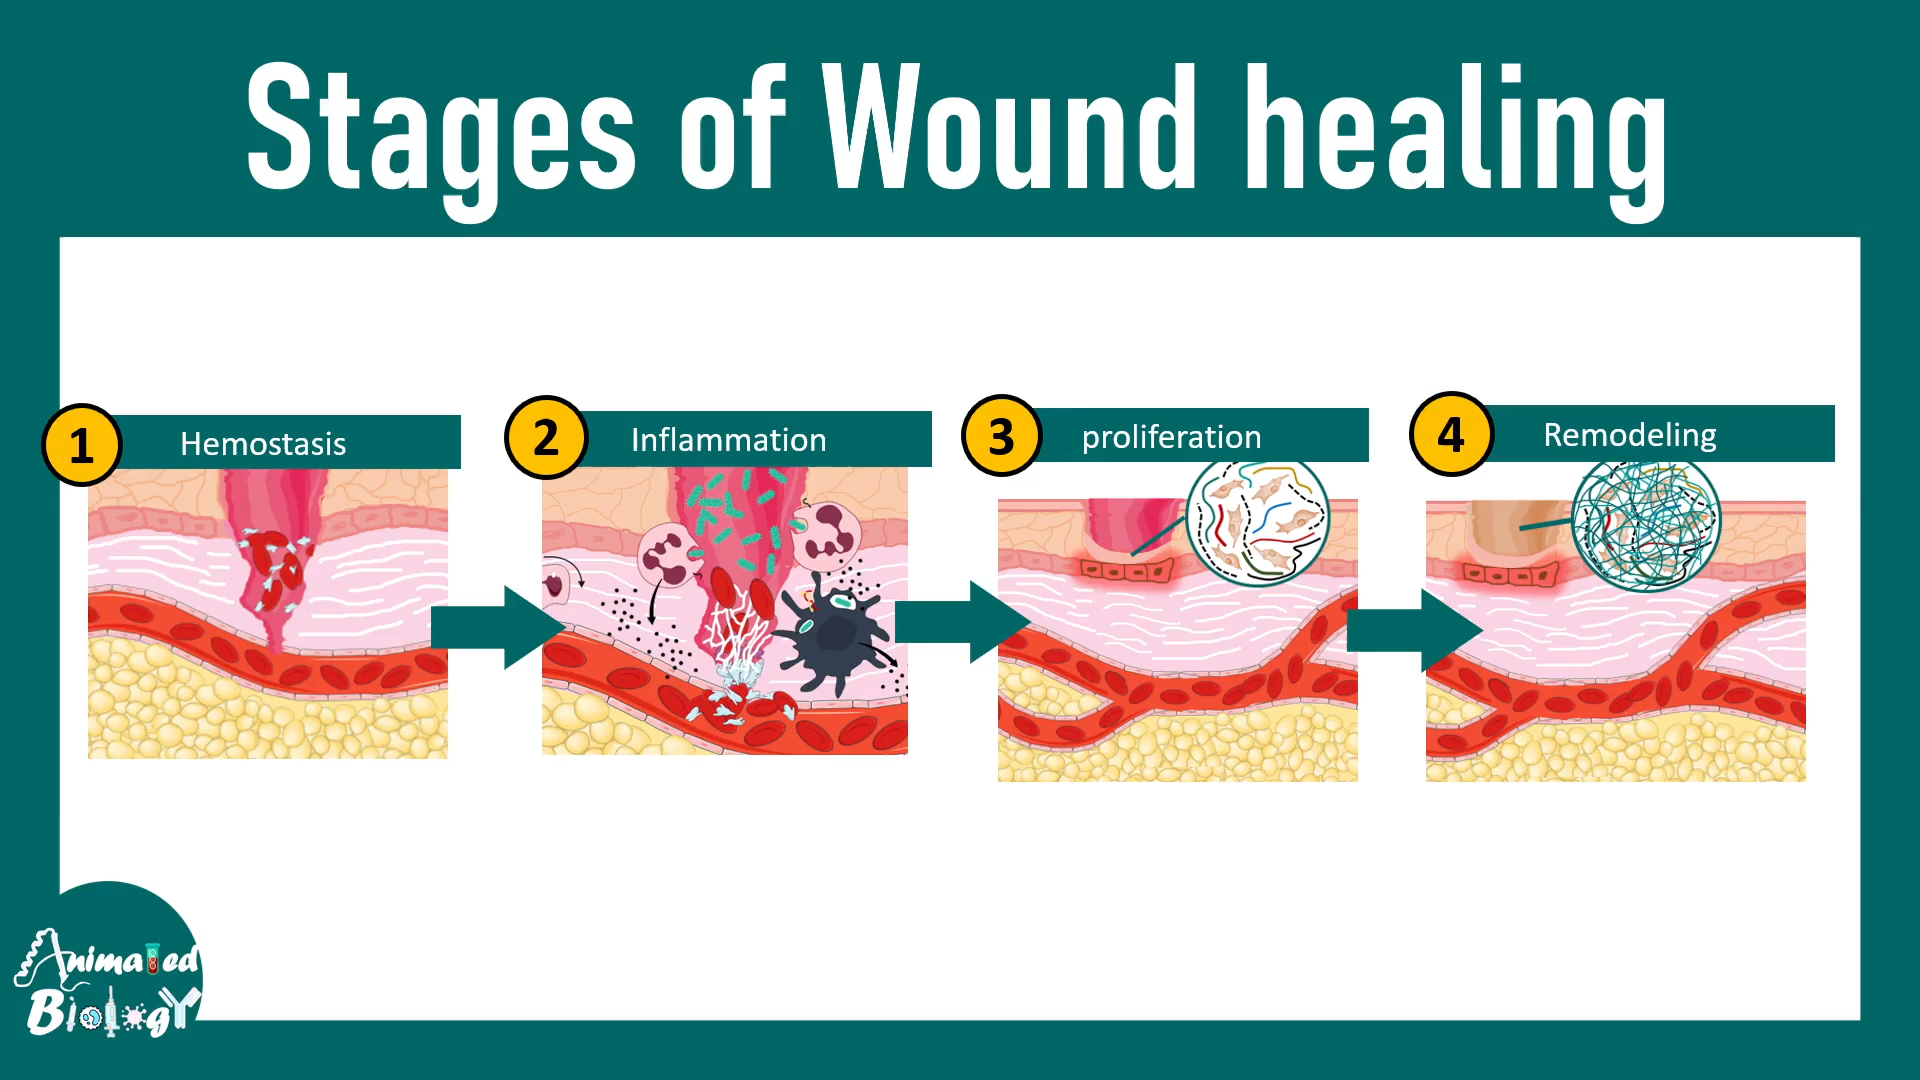 Stages of Wound healing
1
Hemostasis
2
Inflammation
3
proliferation
4
Remodeling
Animated
Biology